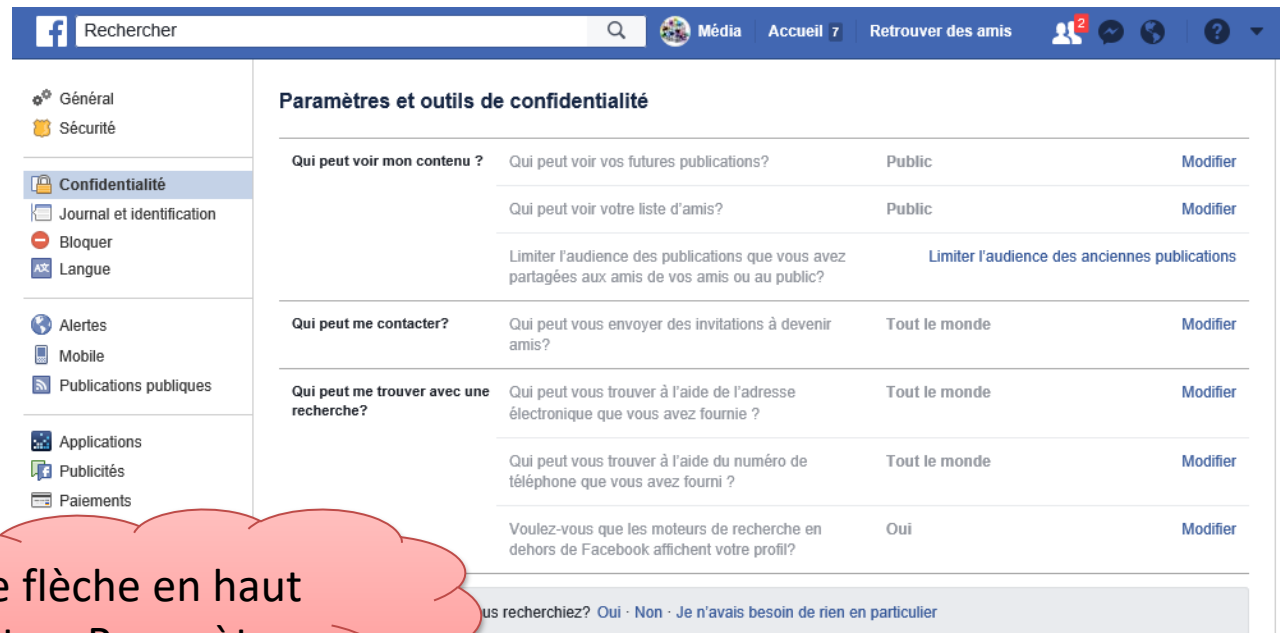 Rechercher
Média Accueil 7 Retrouver des amis 2
Général
Sécurité
Confidentialité
Journal et identification
Bloquer
Langue
Alertes
Mobile
Publications publiques
Applications
Publicités
Paiements
Paramètres et outils de confidentialité
Qui peut voir mon contenu ? Qui peut voir vos futures publications? Public Modifier
Qui peut voir votre liste d'amis? Public Modifier
Limiter l'audience des publications que vous avez Limiter l'audience des anciennes publications
partagées aux amis de vos amis ou au public?
Qui peut me contacter? Qui peut vous envoyer des invitations à devenir Tout le monde Modifier
amis?
Qui peut me trouver avec une Qui peut vous trouver à l'aide de l'adresse Tout le monde Modifier
recherche? électronique que vous avez fournie ?
Qui peut vous trouver à l'aide du numéro de Tout le monde Modifier
téléphone que vous avez fourni ?
Voulez-vous que les moteurs de recherche en Oui Modifier
dehors de Facebook affichent votre profil?
recherchiez? Oui · Non · Je n'avais besoin de rien en particulier
flèche en haut